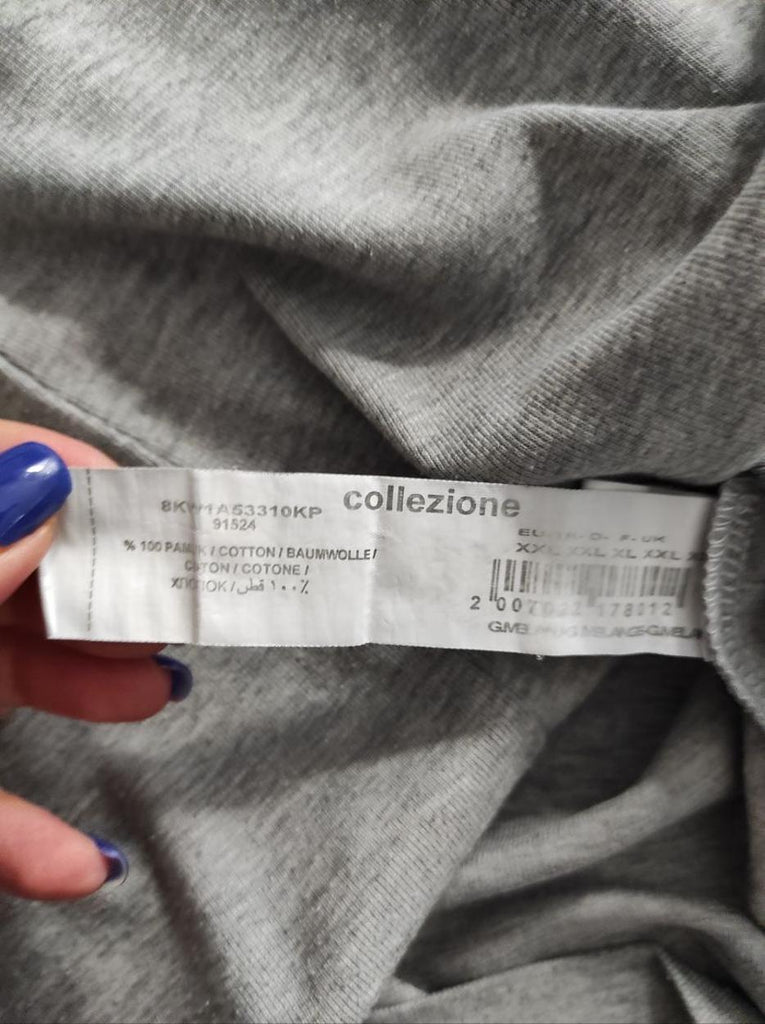 8KW1A53310KP
91524
% 100 PAMUK / COTTON / BAUMWOLLE /
COTON / COTONE /
ХЛОПОК / قطن ١٠٠٪
collezione
XXL XXL XL XXL
2 007022 178012